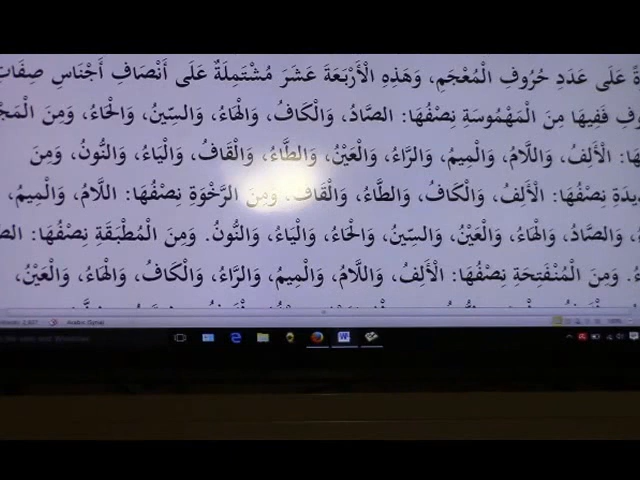 عَلَى عَدَدِ حُرُوفِ الْمُعْجَمِ، وَهَذِهِ الْأَرْبَعَةَ عَشَرَ مُشْتَمِلَةٌ عَلَى أَنْصَافِ أَجْنَاسِ صِفَاتِ
فَفِيهَا مِنَ الْمَهْمُوسَةِ نِصْفُهَا: الصَّادُ، وَالْكَافُ، وَالْهَاءُ، وَالسِّينُ، وَالْحَاءُ، وَمِنَ
الْأَلِفُ، وَاللَّامُ، وَالْمِيمُ، وَالرَّاءُ، وَالْعَيْنُ، وَالطَّاءُ، وَالْقَافُ، وَالْيَاءُ، وَالنُّونُ، وَمِنَ
نِصْفُهَا: الْأَلِفُ، وَالْكَافُ، وَالطَّاءُ، وَالْقَافُ. وَمِنَ الرَّخْوَةِ نِصْفُهَا: اللَّامُ، وَالْمِيمُ،
وَالصَّادُ، وَالْهَاءُ، وَالْعَيْنُ، وَالسِّينُ، وَالْحَاءُ، وَالْيَاءُ، وَالنُّونُ. وَمِنَ الْمُطْبَقَةِ نِصْفُهَا:
وَمِنَ الْمُنْفَتِحَةِ نِصْفُهَا: الْأَلِفُ، وَاللَّامُ، وَالْمِيمُ، وَالرَّاءُ، وَالْكَافُ، وَالْهَاءُ، وَالْعَيْنُ،